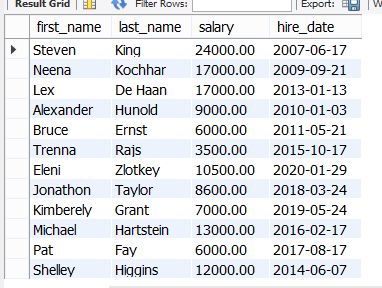 Result Grid Filter Rows: Export:
first_name last_name salary hire_date
Steven King 24000.00 2007-06-17
Neena Kochhar 17000.00 2009-09-21
Lex De Haan 17000.00 2013-01-13
Alexander Hunold 9000.00 2010-01-03
Bruce Ernst 6000.00 2011-05-21
Trenna Rajs 3500.00 2015-10-17
Eleni Zlotkey 10500.00 2020-01-29
Jonathon Taylor 8600.00 2018-03-24
Kimberely Grant 7000.00 2019-05-24
Michael Hartstein 13000.00 2016-02-17
Pat Fay 6000.00 2017-08-17
Shelley Higgins 12000.00 2014-06-07